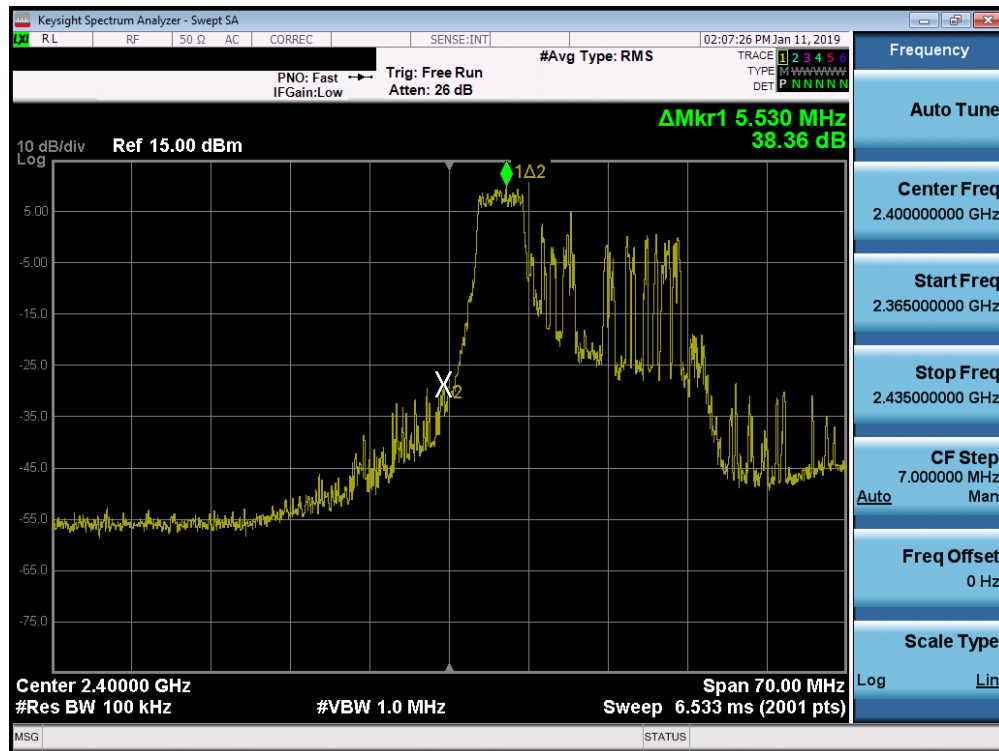 Keysight Spectrum Analyzer - Swept SA
LXI RL RF 50 Ω AC CORREC SENSE:INT 02:07:26 PM Jan 11, 2019
#Avg Type: RMS TRACE 1 2 3 4 5 6
PNO: Fast Trig: Free Run TYPE M WWWWW
IFGain:Low Atten: 26 dB DET P N N N N N
ΔMkr1 5.530 MHz
38.36 dB
10 dB/div Ref 15.00 dBm
Log
1Δ2
5.00
-5.00
-15.0
-25.0
X2
-35.0
-45.0
-55.0
-65.0
-75.0
Center 2.40000 GHz Span 70.00 MHz
#Res BW 100 kHz #VBW 1.0 MHz Sweep 6.533 ms (2001 pts)
MSG STATUS
Frequency
Auto Tune
Center Freq
2.400000000 GHz
Start Freq
2.365000000 GHz
Stop Freq
2.435000000 GHz
CF Step
7.000000 MHz
Auto Man
Freq Offset
0 Hz
Scale Type
Log Lin